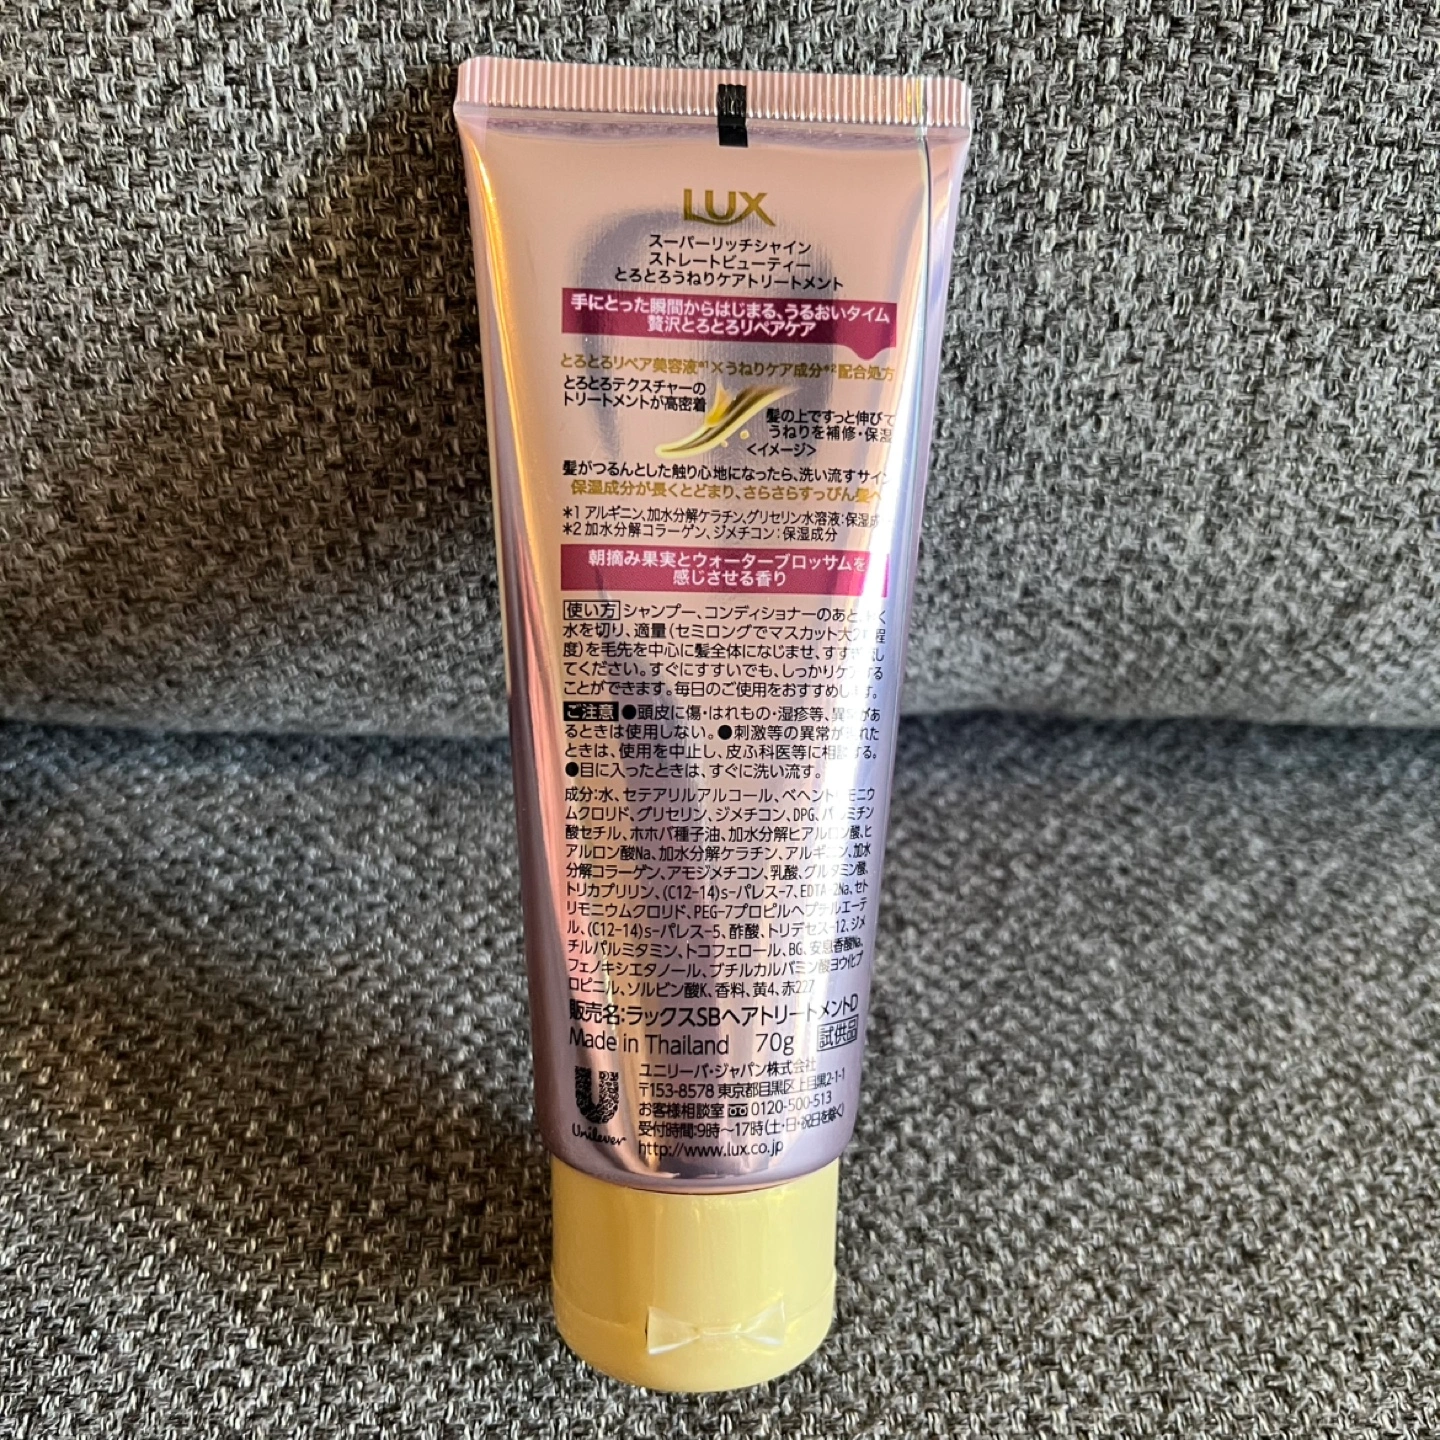 LUX
スーパーリッチシャイン
ストレートビューティー
とろとろうねりケアトリートメント
手にとった瞬間からはじまる、うるおいタイム
贅沢とろとろリペアケア
とろとろリペア美容液*1×うねりケア成分*2配合処方
とろとろテクスチャーの
トリートメントが高密着
髪の上ですっと伸びて
うねりを補修・保湿
<イメージ>
髪がつるんとした触り心地になったら、洗い流すサイン
保湿成分が長くとどまり、さらさらすっぴん髪へ
*1 アルギニン、加水分解ケラチン、グリセリン水溶液:保湿成
*2 加水分解コラーゲン、ジメチコン:保湿成分
朝摘み果実とウォーターブロッサムを
感じさせる香り
使い方 シャンプー、コンディショナーのあと、よく
水を切り、適量(セミロングでマスカット大2粒程
度)を毛先を中心に髪全体になじませ、すすぎ流し
てください。すぐにすすいでも、しっかりケアする
ことができます。毎日のご使用をおすすめします。
ご注意 ●頭皮に傷・はれもの・湿疹等、異常があ
るときは使用しない。●刺激等の異常が現れた
ときは、使用を中止し、皮ふ科医等に相談する。
●目に入ったときは、すぐに洗い流す。
成分:水、セテアリルアルコール、ベヘントリモニウ
ムクロリド、グリセリン、ジメチコン、DPG、パルミチン
酸セチル、ホホバ種子油、加水分解ヒアルロン酸、ヒ
アルロン酸Na、加水分解ケラチン、アルギニン、加水
分解コラーゲン、アモジメチコン、乳酸、グルタミン酸、
トリカプリリン、(C12-14)s-パレス-7、EDTA-2Na、セト
リモニウムクロリド、PEG-7プロピルヘプチルエーテ
ル、(C12-14)s-パレス-5、酢酸、トリデセス-12、ジメ
チルパルミタミン、トコフェロール、BG、安息香酸Na、
フェノキシエタノール、ブチルカルバミン酸ヨウ化プ
ロピニル、ソルビン酸K、香料、黄4、赤227
販売名:ラックスSBヘアトリートメントD
Made in Thailand 70g 試供品
ユニリーバ・ジャパン株式会社
〒153-8578 東京都目黒区上目黒2-1-1
お客様相談室 0120-500-513
受付時間:9時～17時(土・日・祝日を除く)
Unilever
http://www.lux.co.jp